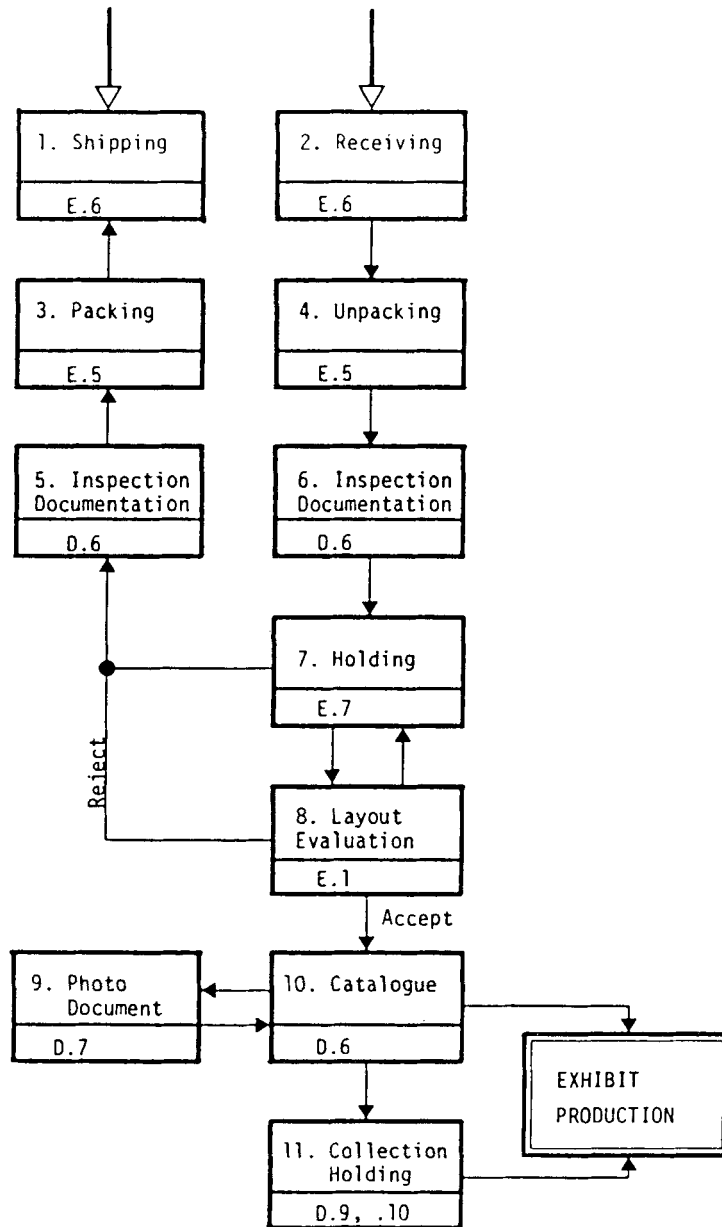 1. Shipping
E.6
2. Receiving
E.6
3. Packing
E.5
4. Unpacking
E.5
5. Inspection
Documentation
D.6
6. Inspection
Documentation
D.6
7. Holding
E.7
Reject
8. Layout
Evaluation
E.1
Accept
9. Photo
Document
D.7
10. Catalogue
D.6
EXHIBIT
PRODUCTION
11. Collection
Holding
D.9, .10